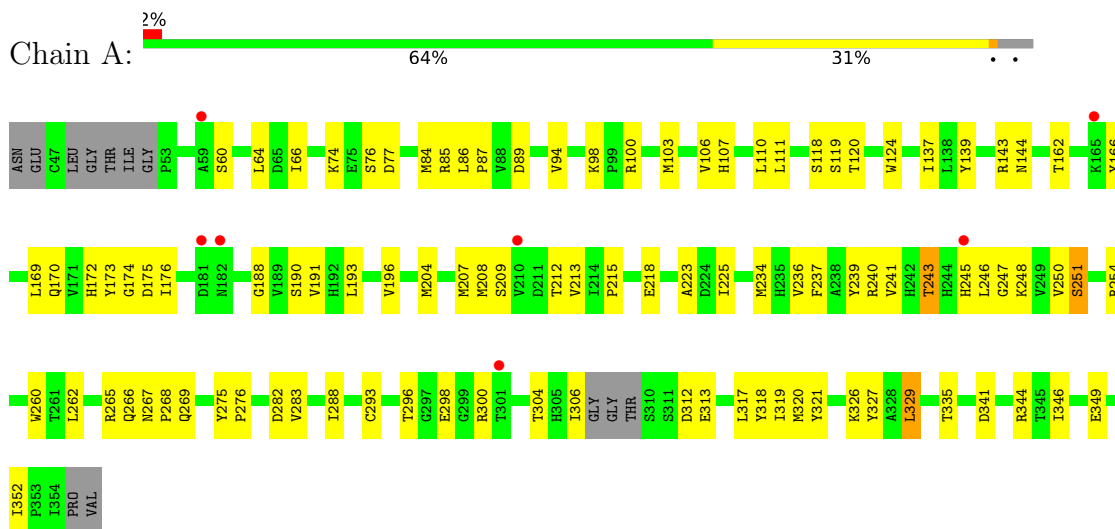 2%
Chain A:
64% 31% • •
ASN GLU C47 LEU GLY THR ILE GLY P53 A59 S60 L64 D65 I66 K74 E75 S76 D77 M84 R85 L86 P87 V88 D89 V94 K98 P99 R100 M103 V106 H107 L110 L111 S118 S119 T120 W124 I137 L138 Y139 R143 N144 T162 K165 Y166
L169 Q170 V171 H172 Y173 G174 D175 I176 D181 N182 G188 V189 S190 V191 H192 L193 V196 M204 M207 M208 S209 V210 D211 T212 V213 I214 P215 E218 A223 D224 I225 M234 H235 V236 F237 A238 Y239 R240 V241 H242 T243 H244 H245 L246 G247 K248 V249 V250 S251
W260 T261 L262 R265 Q266 N267 P268 Q269 Y275 P276 D282 V283 I288 C293 T296 G297 E298 G299 R300 T301 T304 H305 I306 GLY GLY THR S310 S311 D312 E313 L317 Y318 I319 M320 Y321 K326 Y327 A328 L329 T335 D341 R344 T345 I346 E349
I352 P353 I354 PRO VAL